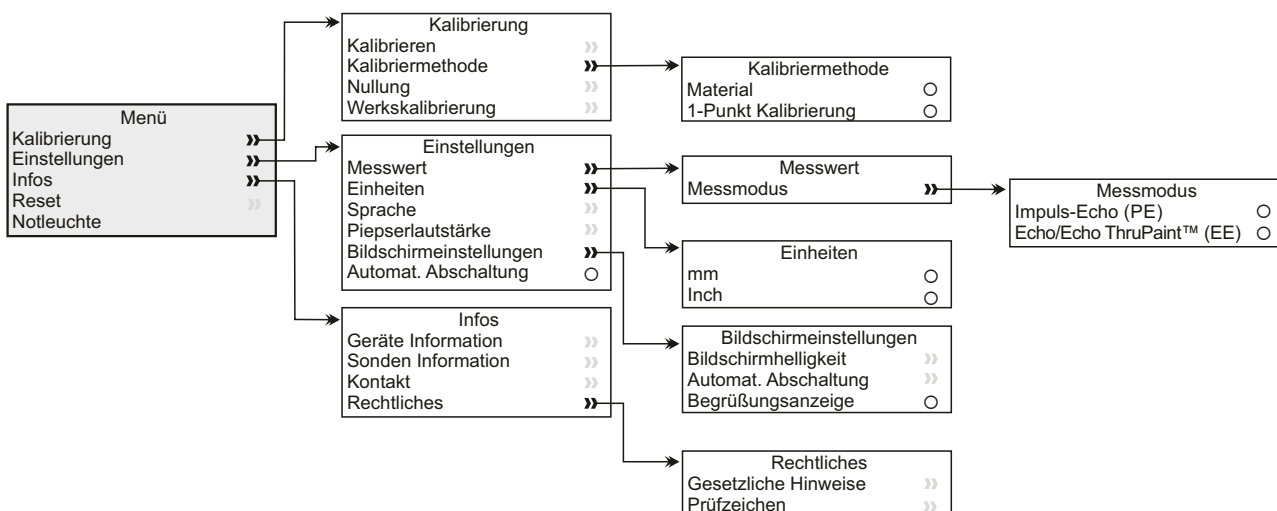 Menü
Kalibrierung
Einstellungen
Infos
Reset
Notleuchte
Kalibrierung
Kalibrieren
Kalibriermethode
Nullung
Werkskalibrierung
Einstellungen
Messwert
Einheiten
Sprache
Piepserlautstärke
Bildschirmeinstellungen
Automat. Abschaltung
Infos
Geräte Information
Sonden Information
Kontakt
Rechtliches
Kalibriermethode
Material
1-Punkt Kalibrierung
Messwert
Messmodus
Einheiten
mm
Inch
Bildschirmeinstellungen
Bildschirmhelligkeit
Automat. Abschaltung
Begrüßungsanzeige
Rechtliches
Gesetzliche Hinweise
Prüfzeichen
Messmodus
Impuls-Echo (PE)
Echo/Echo ThruPaint™ (EE)